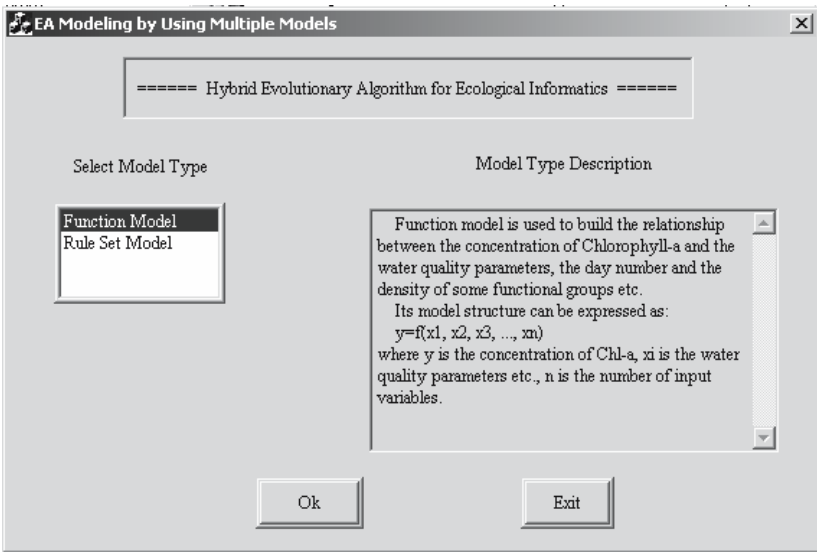 EA Modeling by Using Multiple Models
====== Hybrid Evolutionary Algorithm for Ecological Informatics ======
Select Model Type
Function Model
Rule Set Model
Model Type Description
Function model is used to build the relationship
between the concentration of Chlorophyll-a and the
water quality parameters, the day number and the
density of some functional groups etc.
Its model structure can be expressed as:
y=f(x1, x2, x3, ..., xn)
where y is the concentration of Chl-a, xi is the water
quality parameters etc., n is the number of input
variables.
Ok
Exit